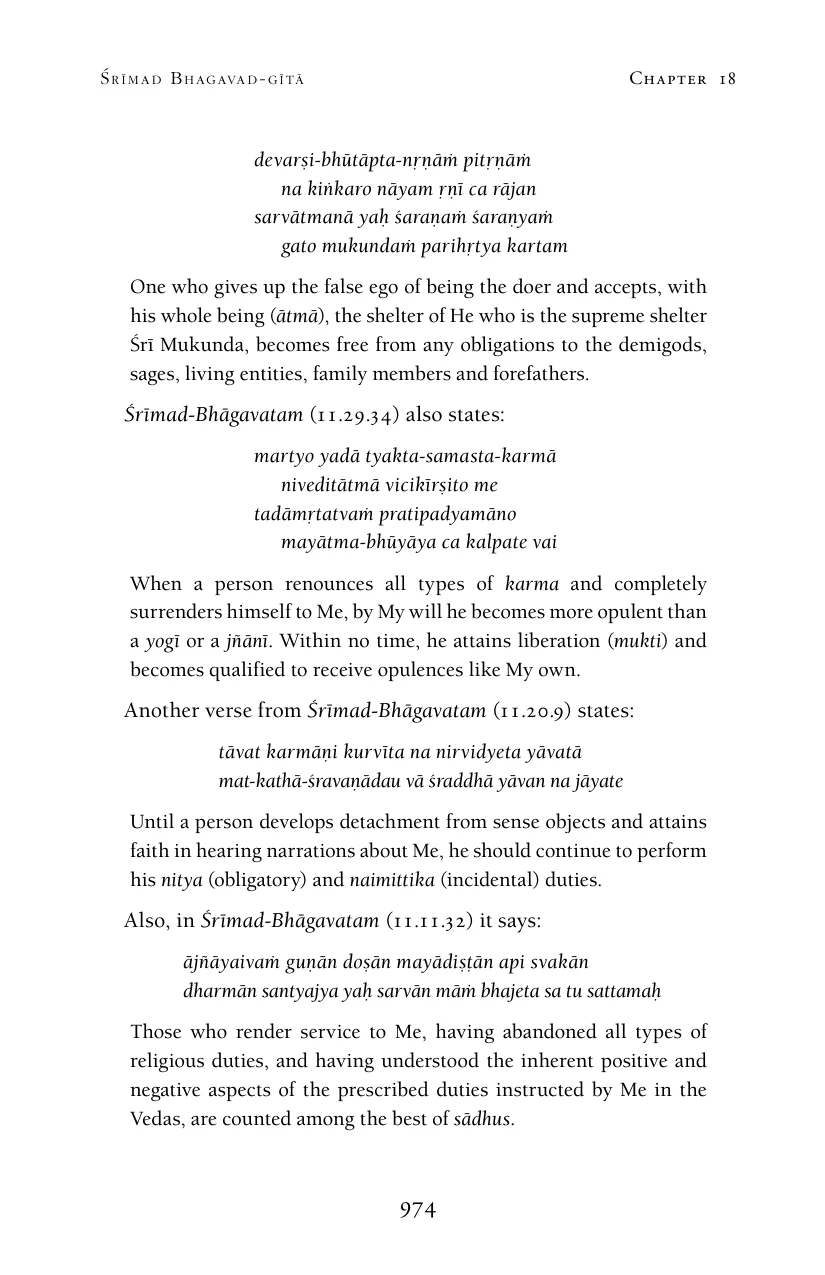 Śrīmad Bhagavad-gītā Chapter 18
devarṣi-bhūtāpta-nṛṇāṁ pitṛṇāṁ
na kiṅkaro nāyam ṛṇī ca rājan
sarvātmanā yaḥ śaraṇaṁ śaraṇyaṁ
gato mukundaṁ parihṛtya kartam
One who gives up the false ego of being the doer and accepts, with
his whole being (ātmā), the shelter of He who is the supreme shelter
Śrī Mukunda, becomes free from any obligations to the demigods,
sages, living entities, family members and forefathers.
Śrīmad-Bhāgavatam (11.29.34) also states:
martyo yadā tyakta-samasta-karmā
niveditātmā vicikīrṣito me
tadāmṛtatvaṁ pratipadyamāno
mayātma-bhūyāya ca kalpate vai
When a person renounces all types of karma and completely
surrenders himself to Me, by My will he becomes more opulent than
a yogī or a jñānī. Within no time, he attains liberation (mukti) and
becomes qualified to receive opulences like My own.
Another verse from Śrīmad-Bhāgavatam (11.20.9) states:
tāvat karmāṇi kurvīta na nirvidyeta yāvatā
mat-kathā-śravaṇādau vā śraddhā yāvan na jāyate
Until a person develops detachment from sense objects and attains
faith in hearing narrations about Me, he should continue to perform
his nitya (obligatory) and naimittika (incidental) duties.
Also, in Śrīmad-Bhāgavatam (11.11.32) it says:
ājñāyaivaṁ guṇān doṣān mayādiṣṭān api svakān
dharmān santyajya yaḥ sarvān māṁ bhajeta sa tu sattamaḥ
Those who render service to Me, having abandoned all types of
religious duties, and having understood the inherent positive and
negative aspects of the prescribed duties instructed by Me in the
Vedas, are counted among the best of sādhus.
974